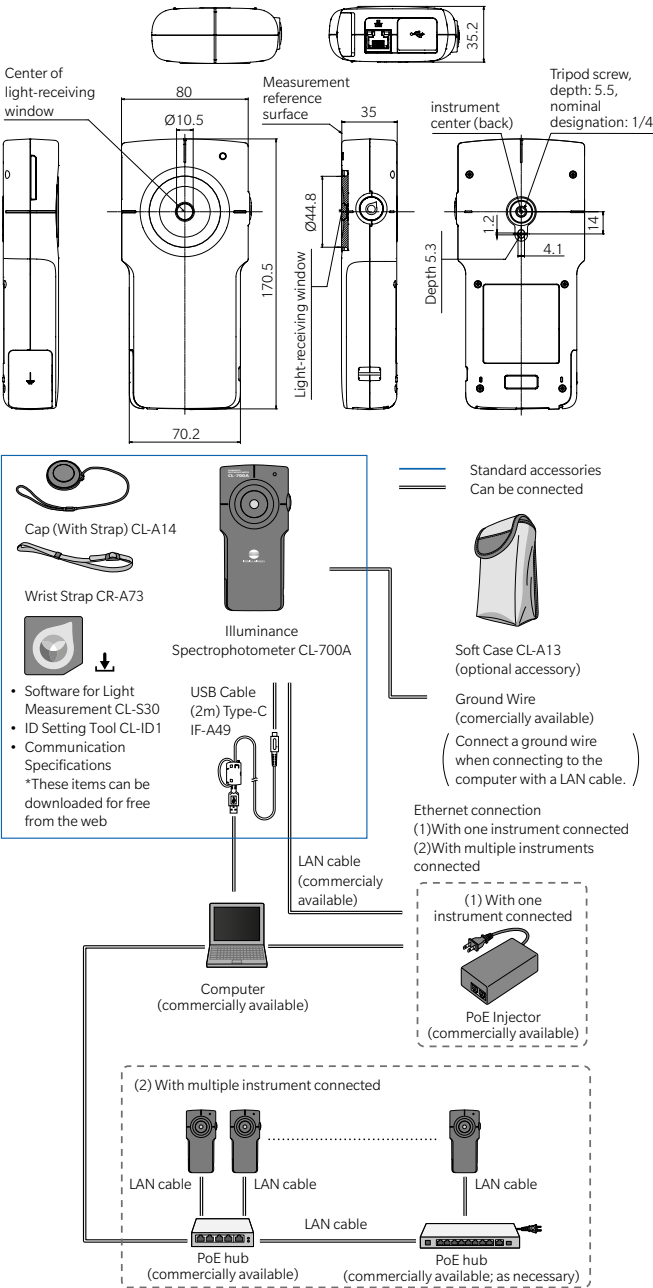 35.2
Center of
light-receiving
window
80
Ø10.5
Measurement
reference
surface
35
instrument
center (back)
Tripod screw,
depth: 5.5,
nominal
designation: 1/4
Ø44.8
170.5
Light-receiving window
1.2
14
4.1
Depth 5.3
70.2
Standard accessories
Can be connected
Cap (With Strap) CL-A14
Wrist Strap CR-A73
CL-700A
Illuminance
Spectrophotometer CL-700A
Soft Case CL-A13
(optional accessory)
• Software for Light
Measurement CL-S30
• ID Setting Tool CL-ID1
• Communication
Specifications
*These items can be
downloaded for free
from the web
USB Cable
(2m) Type-C
IF-A49
Ground Wire
(comercially available)
(Connect a ground wire
when connecting to the
computer with a LAN cable.)
Ethernet connection
(1)With one instrument connected
(2)With multiple instruments
connected
LAN cable
(commercialy
available)
(1) With one
instrument connected
PoE Injector
(commercially available)
Computer
(commercially available)
(2) With multiple instrument connected
LAN cable
LAN cable
LAN cable
LAN cable
PoE hub
(commercially available)
PoE hub
(commercially available; as necessary)